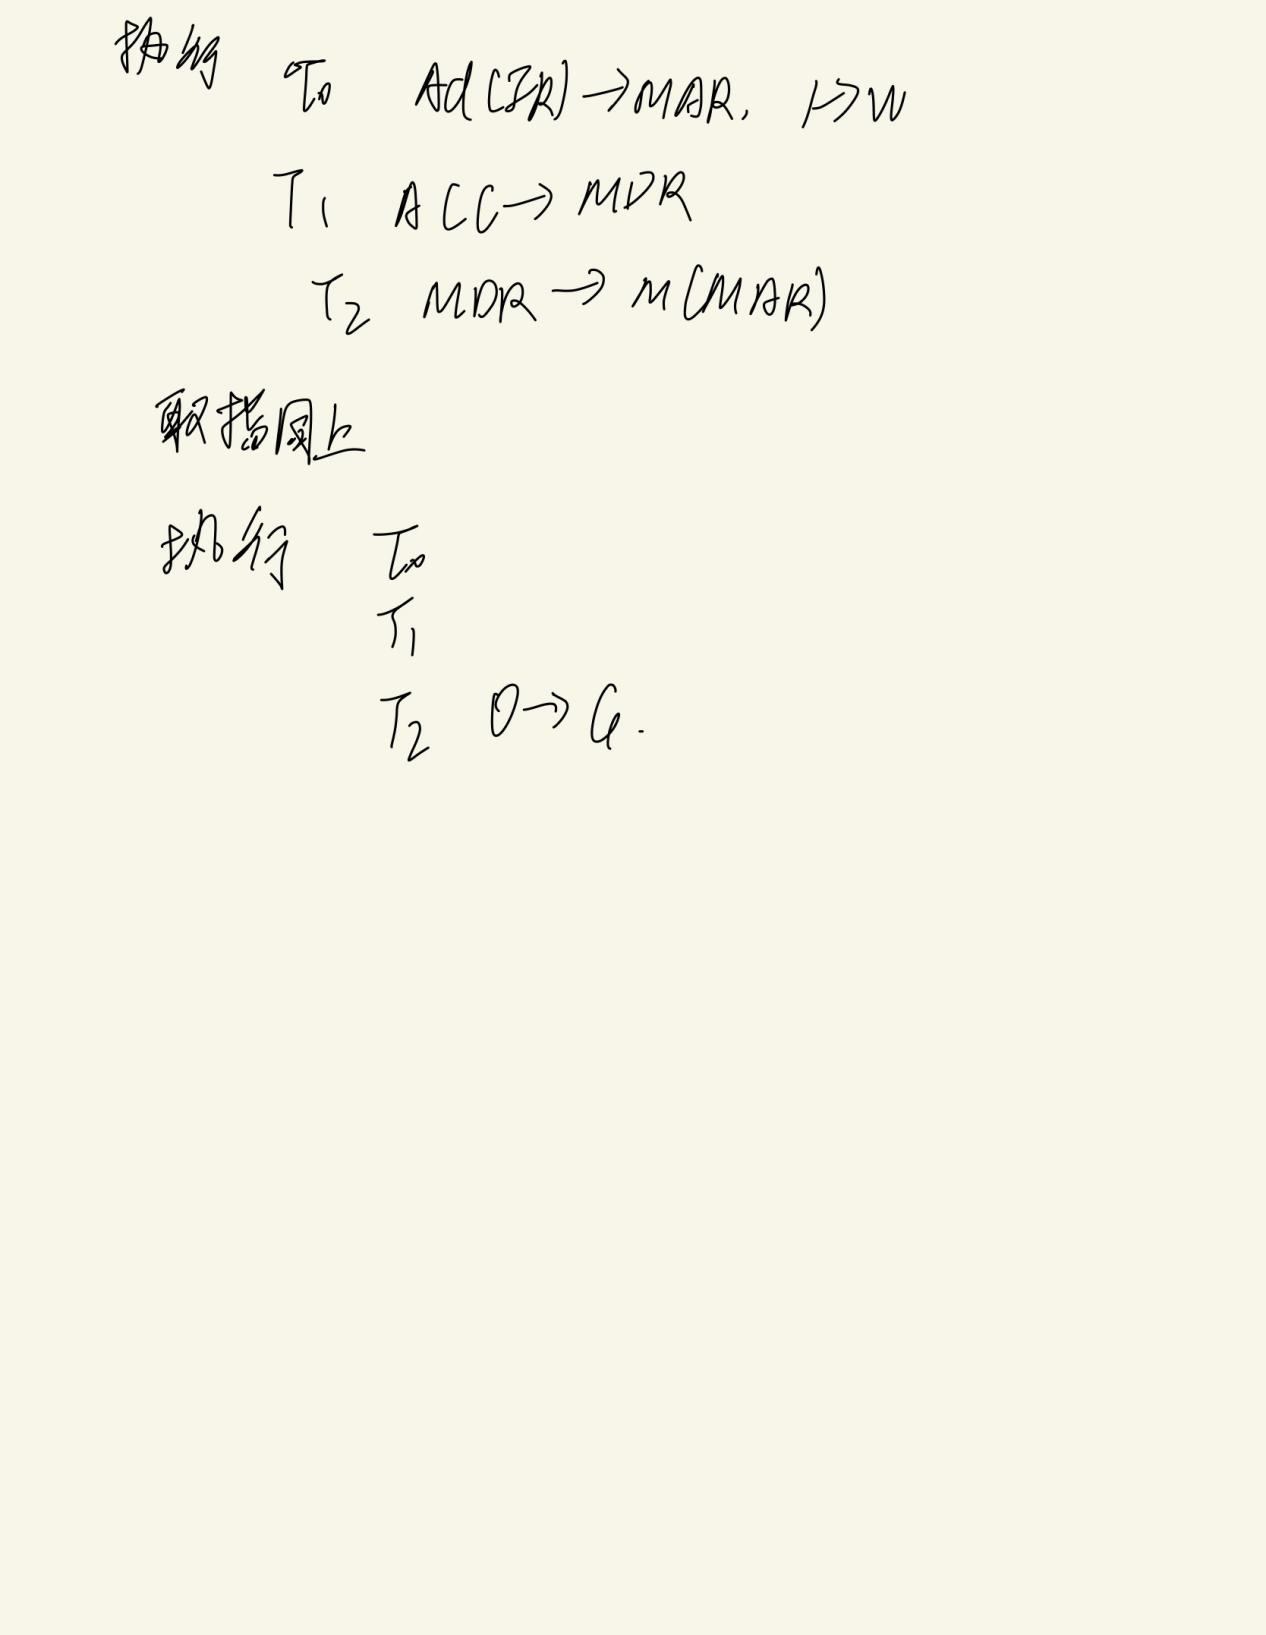 执行 T0 Ad(IR)→MAR, 1→W
T1 ACC→MDR
T2 MDR→M(MAR)
取指同上
执行 T0
T1
T2 0→G.